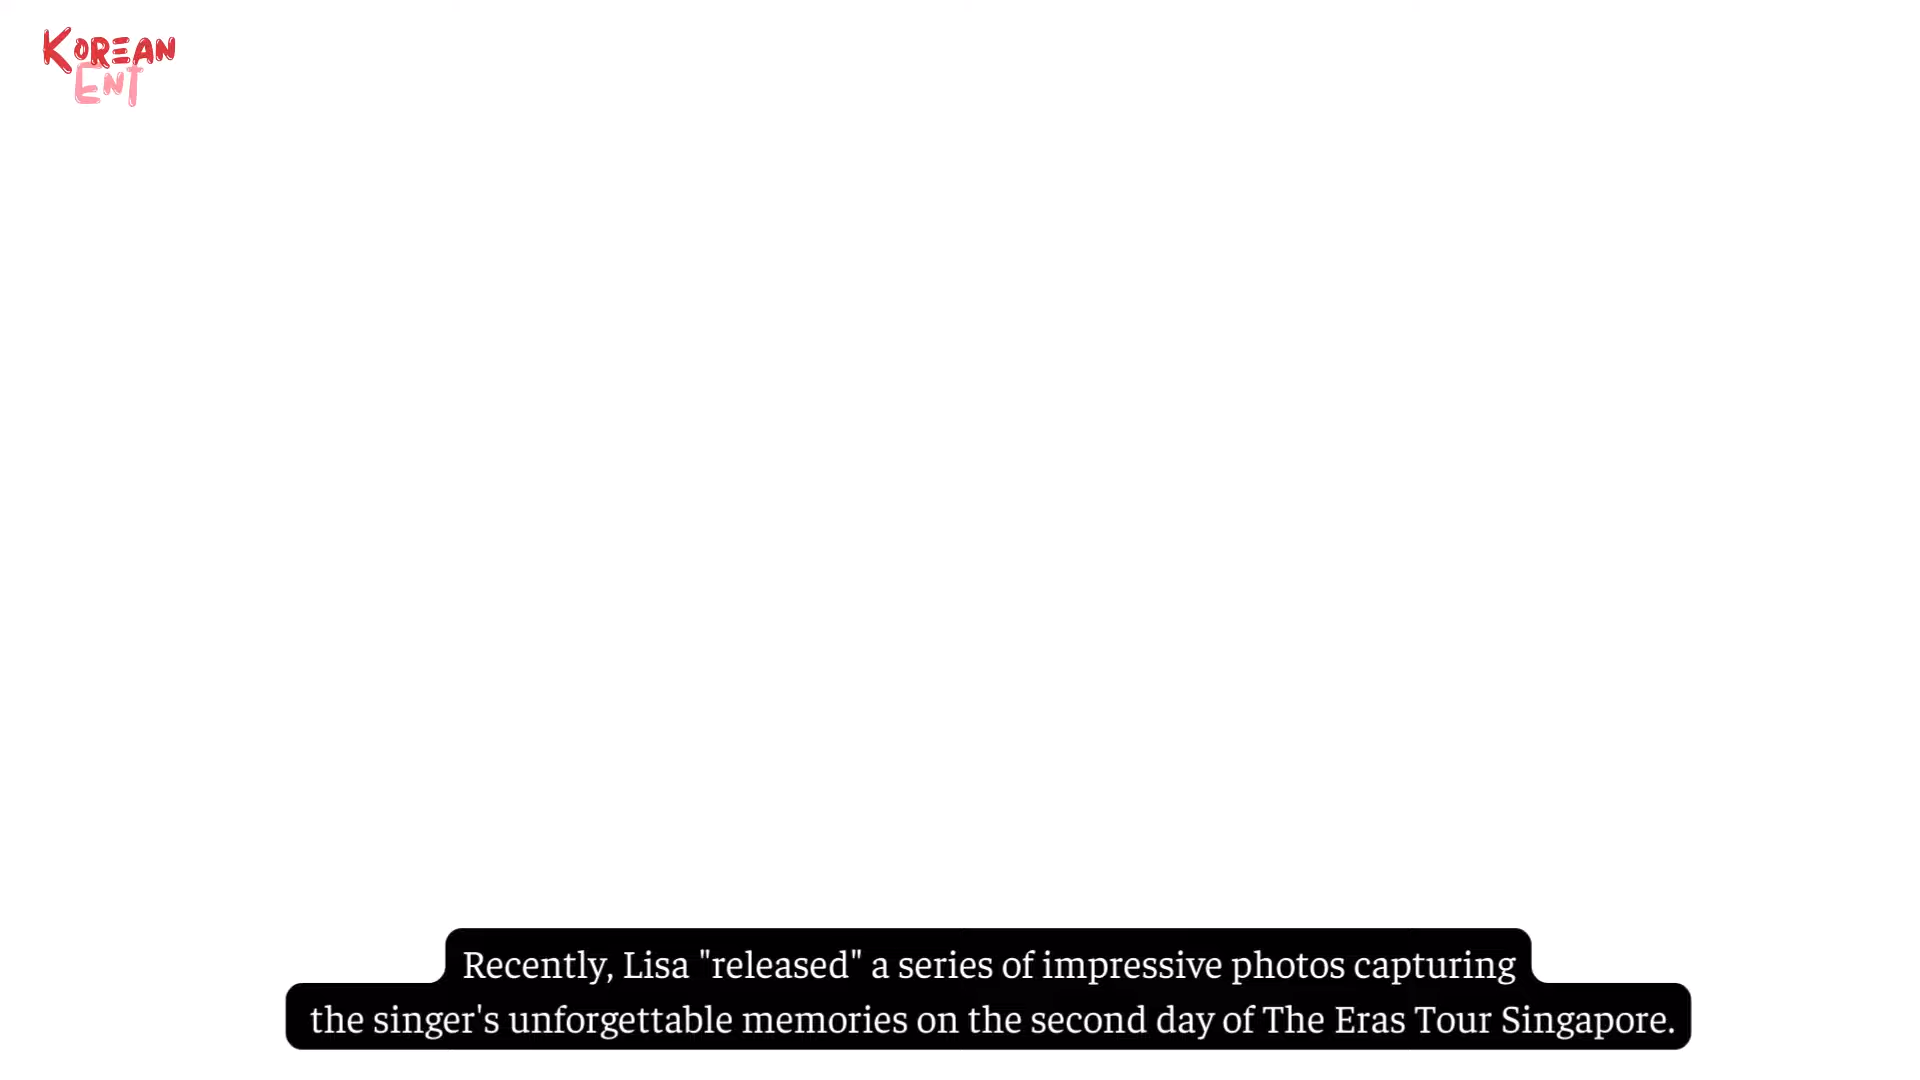 KOREAN
ENT
Recently, Lisa "released" a series of impressive photos capturing
the singer's unforgettable memories on the second day of The Eras Tour Singapore.